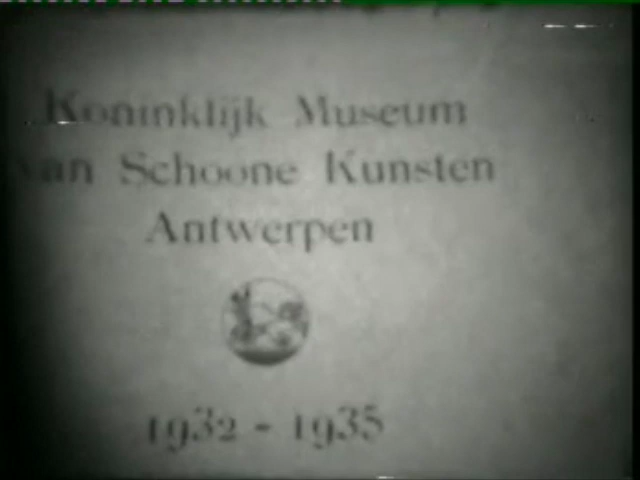 Koninklijk Museum
van Schoone Kunsten
Antwerpen
1932 - 1935